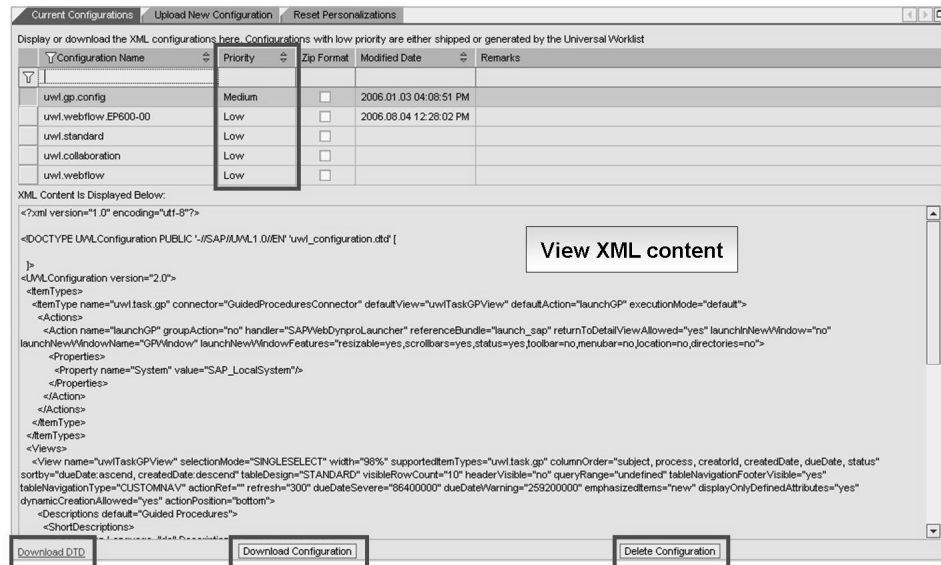 Current Configurations Upload New Configuration Reset Personalizations
Display or download the XML configurations here. Configurations with low priority are either shipped or generated by the Universal Worklist
Configuration Name Priority Zip Format Modified Date Remarks
uwl.gp.config Medium 2006.01.03 04:08:51 PM
uwl.webflow.EP600-00 Low 2006.08.04 12:28:02 PM
uwl.standard Low
uwl.collaboration Low
uwl.webflow Low
XML Content Is Displayed Below:
<?xml version="1.0" encoding="utf-8"?>
<!DOCTYPE UWLConfiguration PUBLIC '-//SAP//UWL1.0//EN' 'uwl_configuration.dtd' [
View XML content
]>
<UWLConfiguration version="2.0">
<ItemTypes>
<ItemType name="uwl.task.gp" connector="GuidedProceduresConnector" defaultView="uwlTaskGPView" defaultAction="launchGP" executionMode="default">
<Actions>
<Action name="launchGP" groupAction="no" handler="SAPWebDynproLauncher" referenceBundle="launch_sap" returnToDetailViewAllowed="yes" launchInNewWindow="no"
launchNewWindowName="GPWindow" launchNewWindowFeatures="resizable=yes,scrollbars=yes,status=yes,toolbar=no,menubar=no,location=no,directories=no">
<Properties>
<Property name="System" value="SAP_LocalSystem"/>
</Properties>
</Action>
</Actions>
</ItemType>
</ItemTypes>
<Views>
<View name="uwlTaskGPView" selectionMode="SINGLESELECT" width="98%" supportedItemTypes="uwl.task.gp" columnOrder="subject, process, creatorId, createdDate, dueDate, status"
sortby="dueDate:ascend, createdDate:descend" tableDesign="STANDARD" visibleRowCount="10" headerVisible="no" queryRange="undefined" tableNavigationFooterVisible="yes"
tableNavigationType="CUSTOMNAV" actionRef="" refresh="300" dueDateSevere="86400000" dueDateWarning="259200000" emphasizedItems="new" displayOnlyDefinedAttributes="yes"
dynamicCreationAllowed="yes" actionPosition="bottom">
<Descriptions default="Guided Procedures">
<ShortDescriptions>
Download DTD Download Configuration Delete Configuration